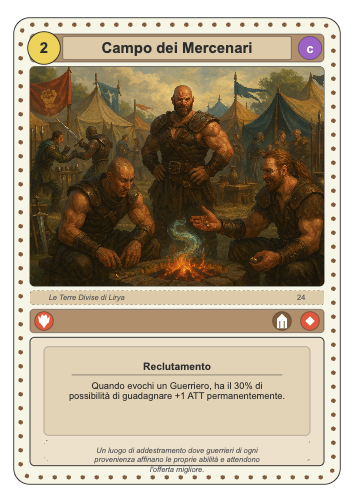 2 Campo dei Mercenari c
Le Terre Divise di Lirya 24
Reclutamento
Quando evochi un Guerriero, ha il 30% di
possibilità di guadagnare +1 ATT permanentemente.
Un luogo di addestramento dove guerrieri di ogni
provenienza affinano le proprie abilità e attendono
l'offerta migliore.